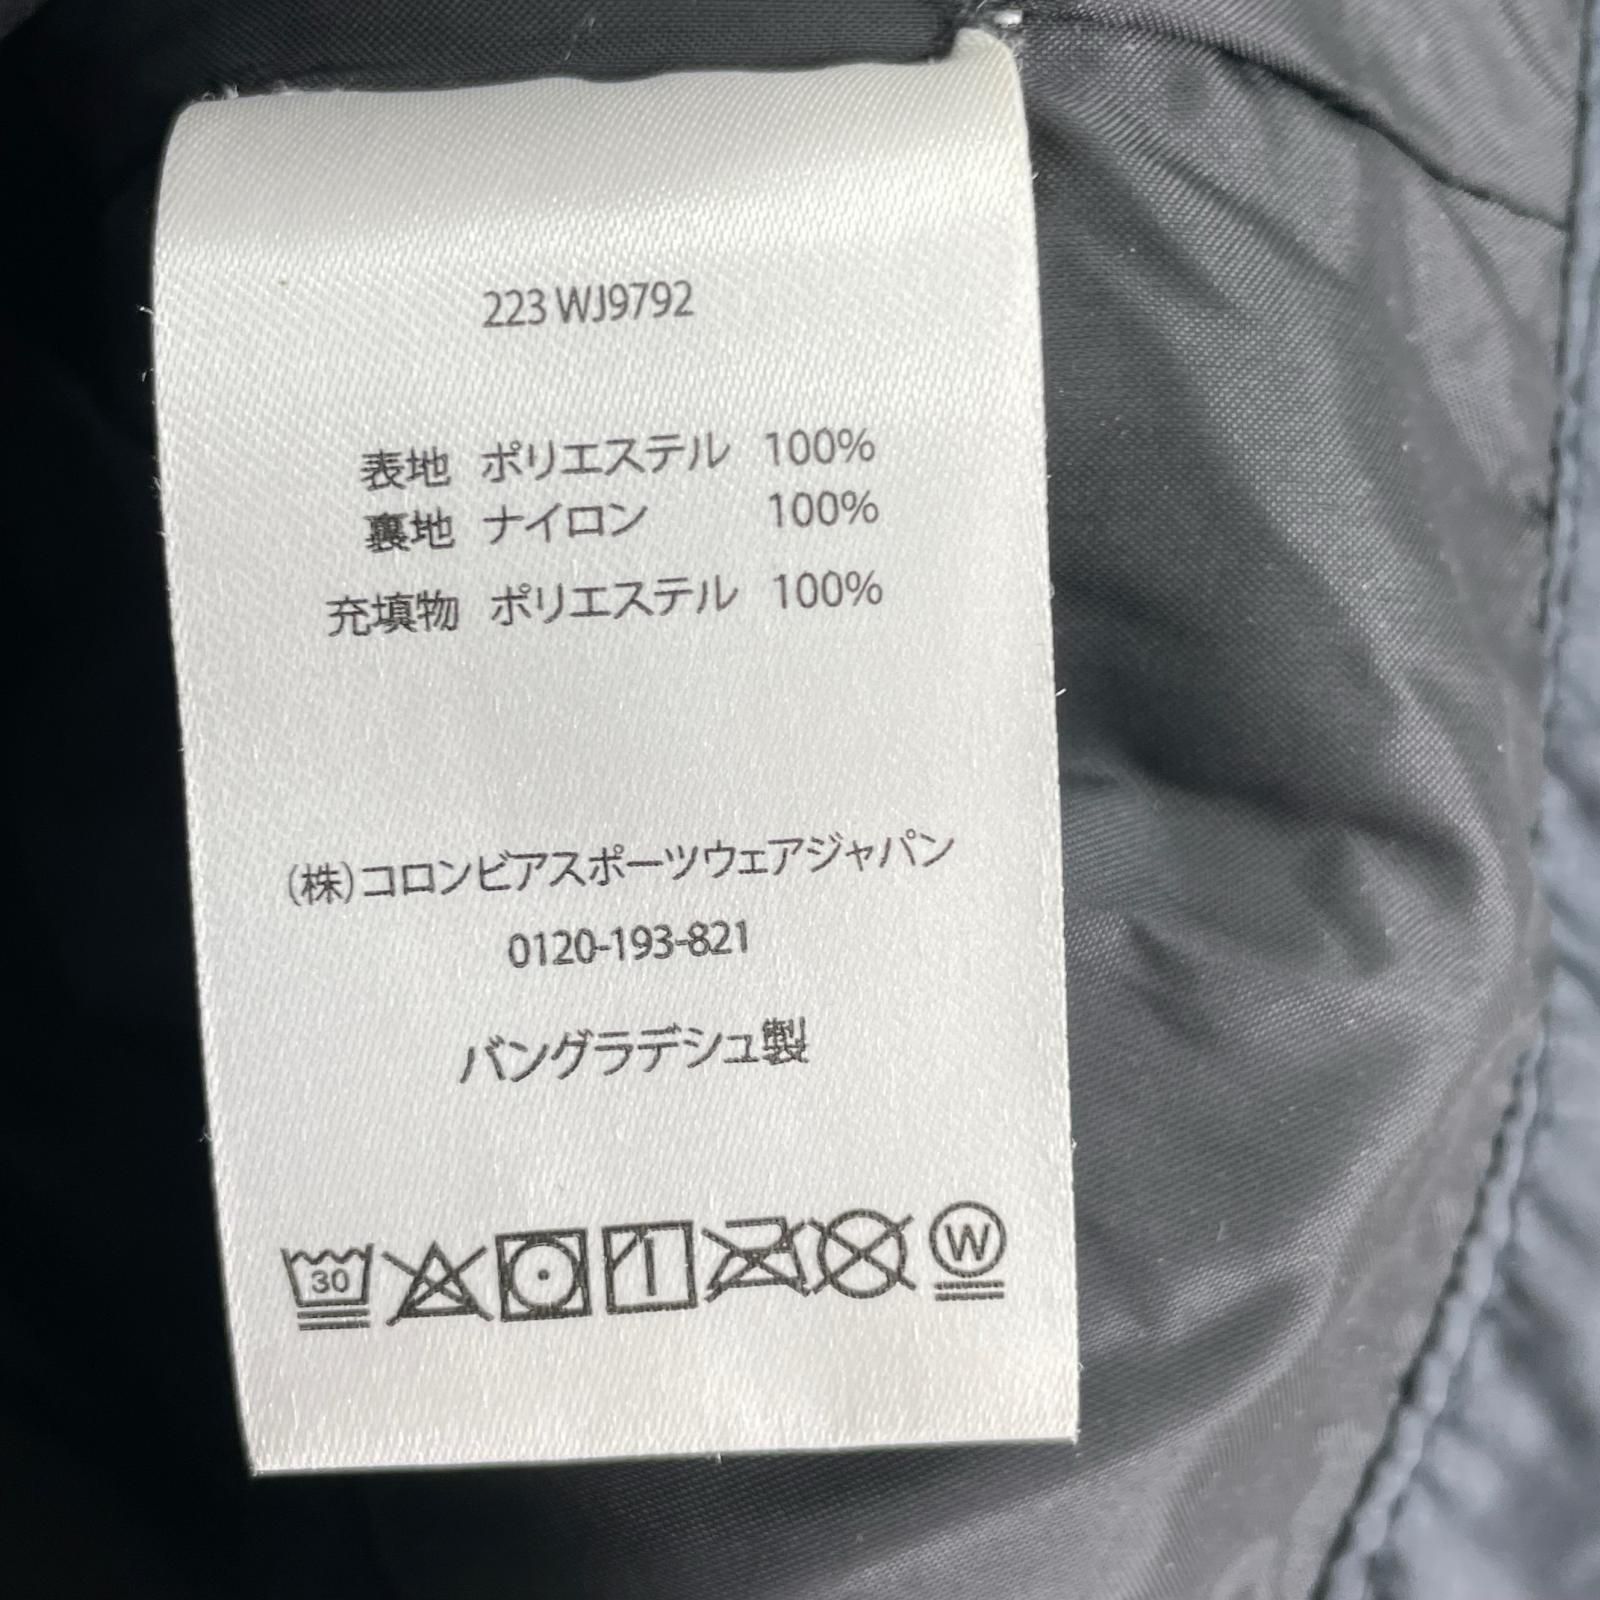 223 WJ9792
表地 ポリエステル 100%
裏地 ナイロン 100%
充填物 ポリエステル 100%
(株)コロンビアスポーツウェアジャパン
0120-193-821
バングラデシュ製
30 W